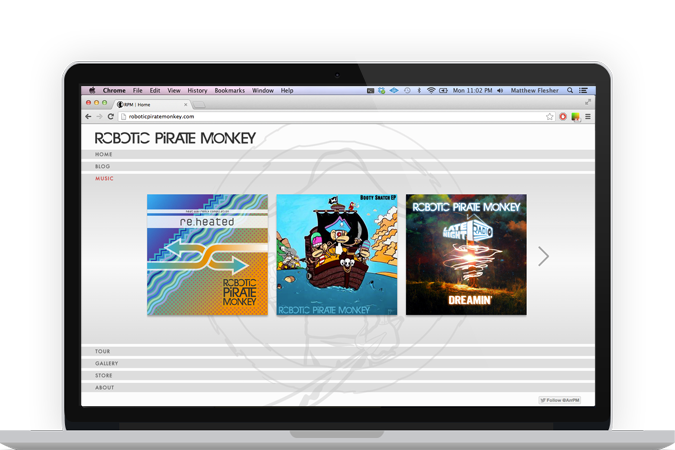 Chrome File Edit View History Bookmarks Window Help Mon 11:02 PM Matthew Flesher
RPM | Home
roboticpiratemonkey.com
ROBOTIC PIRATE MONKEY
HOME
BLOG
MUSIC
re.heated
ROBOTIC
PIRATE
MONKEY
BOOTY SNATCH EP
ROBOTIC PIRATE MONKEY
ROBOTIC PIRATE MONKEY
LATE
NIGHT RADIO
DREAMIN'
TOUR
GALLERY
STORE
ABOUT
Follow @AirRPM